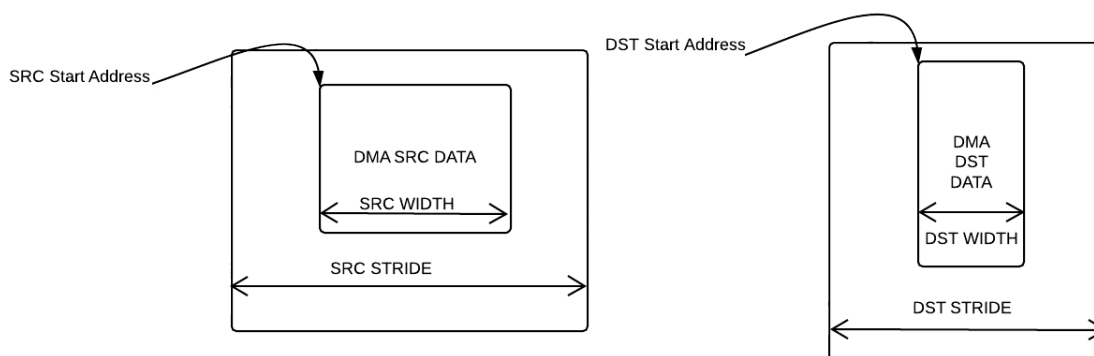 SRC Start Address
DMA SRC DATA
SRC WIDTH
SRC STRIDE
DST Start Address
DMA
DST
DATA
DST WIDTH
DST STRIDE